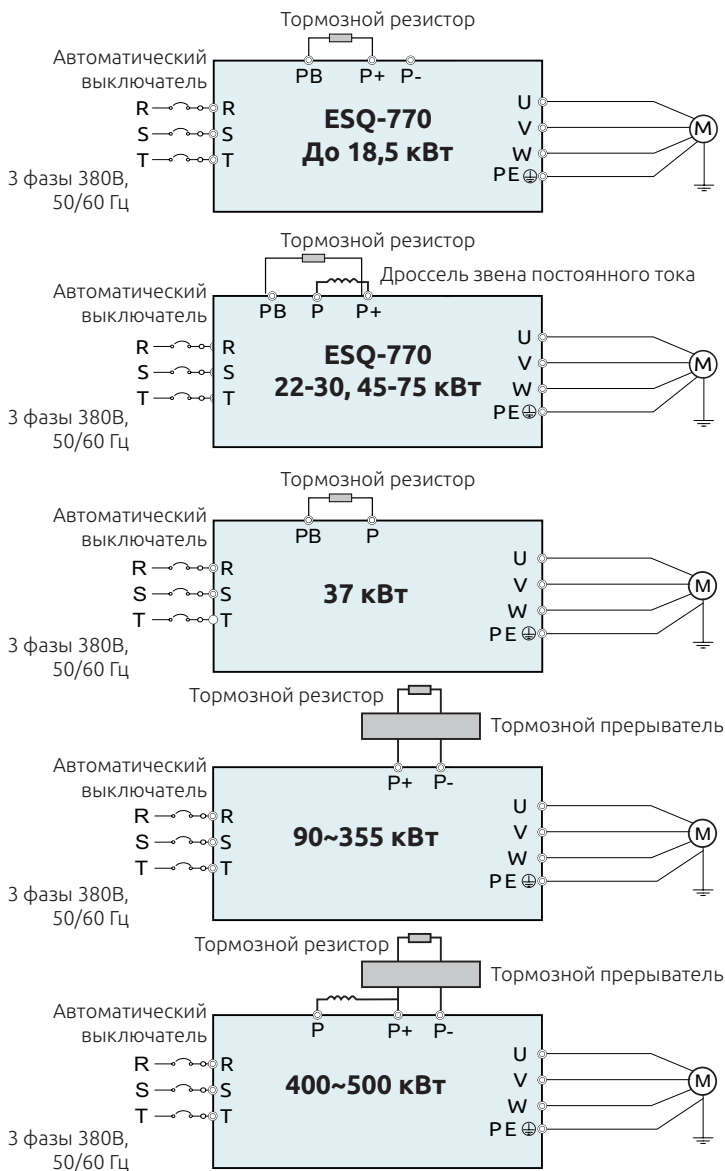 Тормозной резистор
Автоматический
выключатель
PB P+ P-
R R
S S
T T
3 фазы 380В,
50/60 Гц
ESQ-770
До 18,5 кВт
U
V
W
PE
M
Тормозной резистор
Дроссель звена постоянного тока
Автоматический
выключатель
PB P P+
R R
S S
T T
3 фазы 380В,
50/60 Гц
ESQ-770
22-30, 45-75 кВт
U
V
W
PE
M
Тормозной резистор
Автоматический
выключатель
PB P
R R
S S
T T
3 фазы 380В,
50/60 Гц
37 кВт
U
V
W
PE
M
Тормозной резистор
Тормозной прерыватель
Автоматический
выключатель
P+ P-
R R
S S
T T
3 фазы 380В,
50/60 Гц
90~355 кВт
U
V
W
PE
M
Тормозной резистор
Тормозной прерыватель
Автоматический
выключатель
P P+ P-
R R
S S
T T
3 фазы 380В,
50/60 Гц
400~500 кВт
U
V
W
PE
M